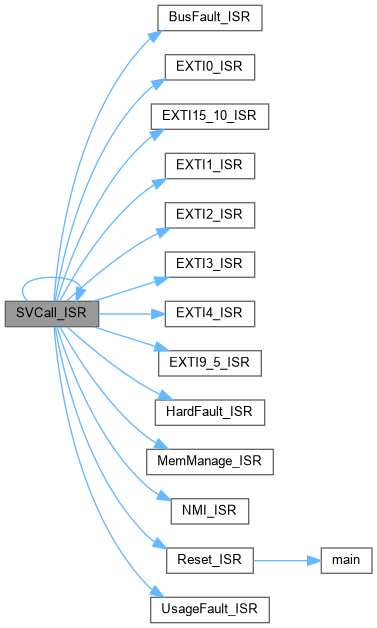 BusFault_ISR
EXTI0_ISR
EXTI15_10_ISR
EXTI1_ISR
EXTI2_ISR
EXTI3_ISR
SVCall_ISR
EXTI4_ISR
EXTI9_5_ISR
HardFault_ISR
MemManage_ISR
NMI_ISR
Reset_ISR
main
UsageFault_ISR